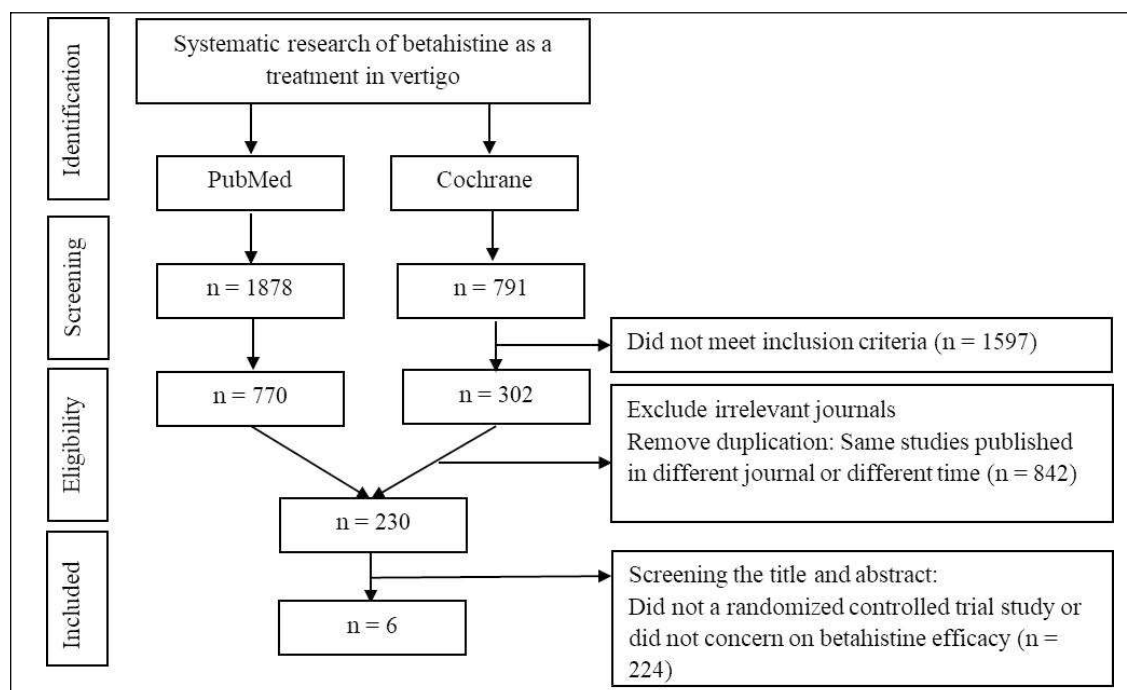 Identification
Systematic research of betahistine as a
treatment in vertigo
PubMed
Cochrane
Screening
n = 1878
n = 791
Did not meet inclusion criteria (n = 1597)
Eligibility
n = 770
n = 302
Exclude irrelevant journals
Remove duplication: Same studies published
in different journal or different time (n = 842)
n = 230
Included
Screening the title and abstract:
Did not a randomized controlled trial study or
did not concern on betahistine efficacy (n =
224)
n = 6